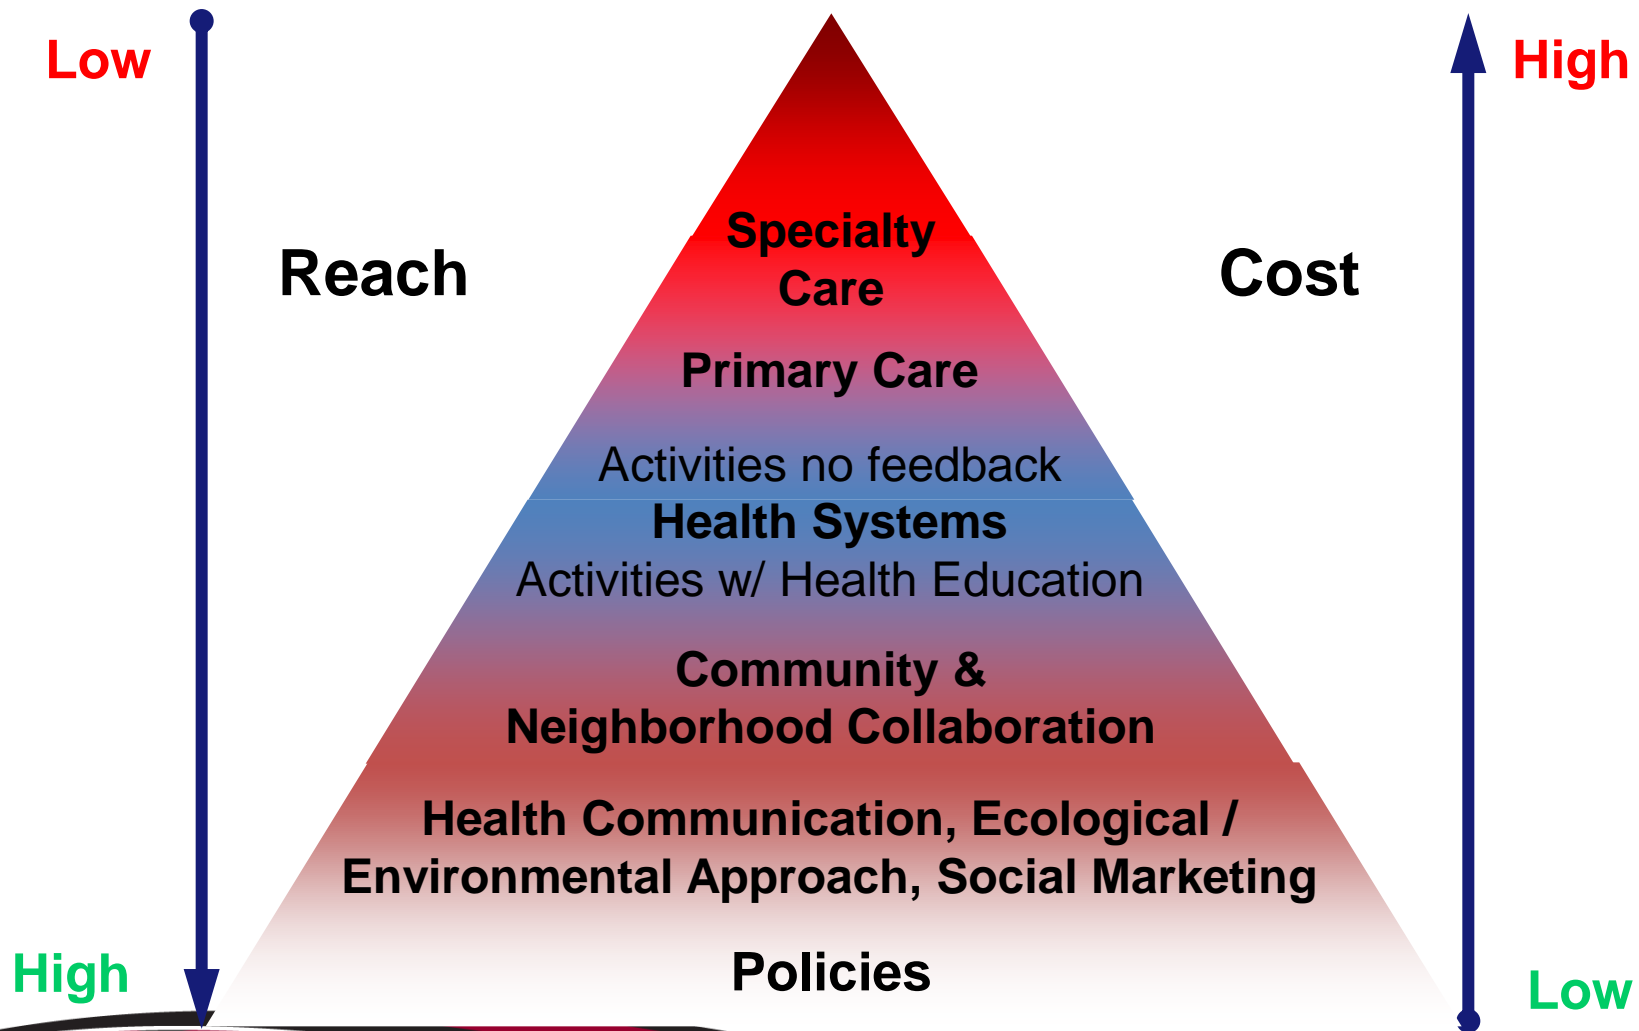 Low
High
Reach
Cost
Specialty
Care
Primary Care
Activities no feedback
Health Systems
Activities w/ Health Education
Community &
Neighborhood Collaboration
Health Communication, Ecological /
Environmental Approach, Social Marketing
Policies
High
Low